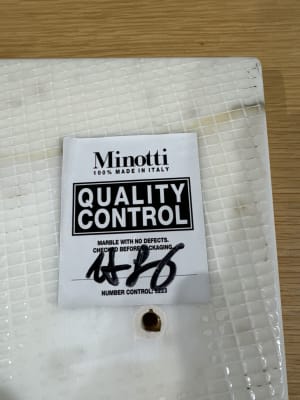 Minotti
100% MADE IN ITALY
QUALITY
CONTROL
MARBLE WITH NO DEFECTS.
CHECKED BEFORE PACKAGING
NUMBER CONTROL: